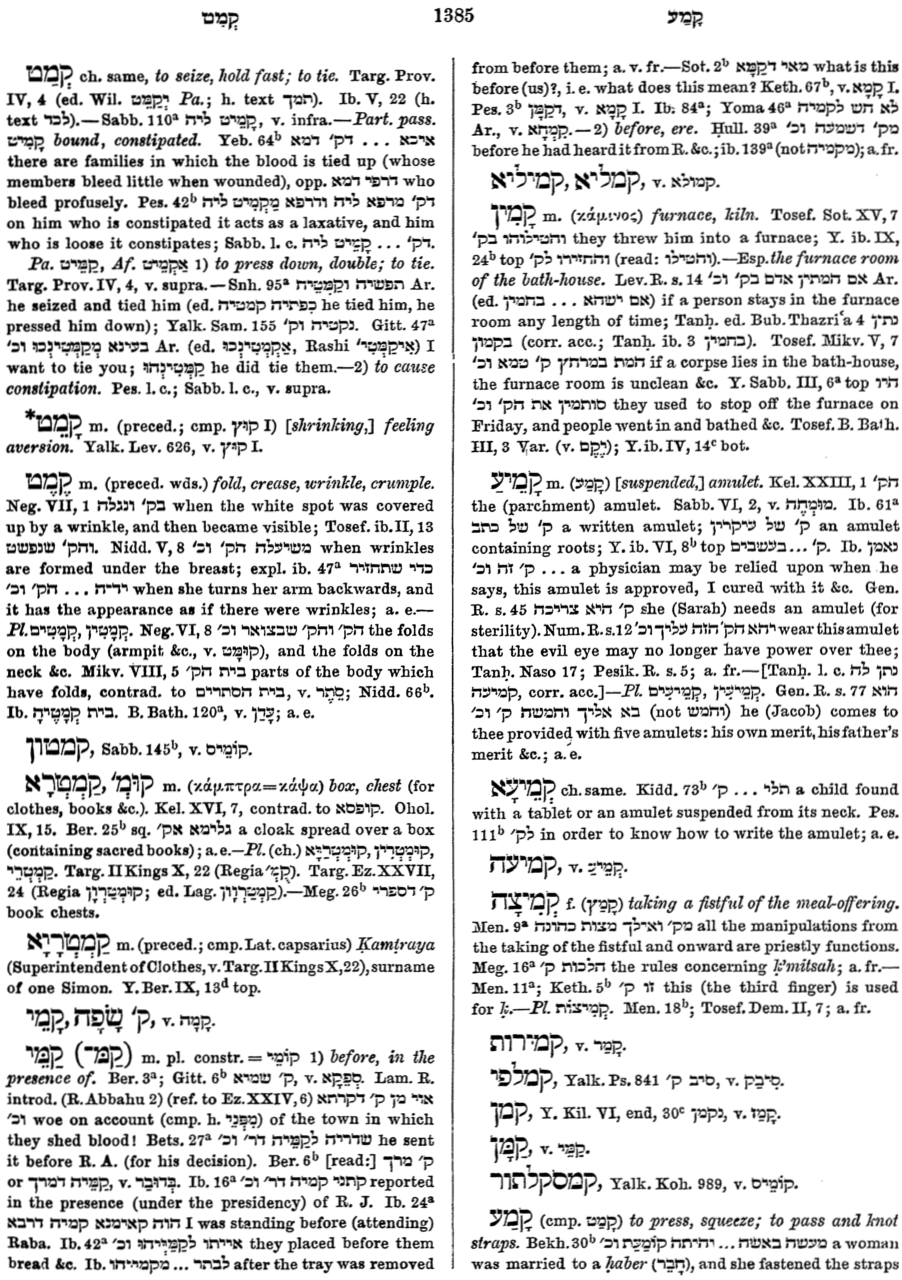 קְמִט
1385
קָמַע
קְמַט ch. same, to seize, hold fast; to tie. Targ. Prov.
IV, 4 (ed. Wil. יְקַמֵּט Pa.; h. text תמך). Ib. V, 22 (h.
text לכד).—Sabb. 110ᵃ קָמֵיט ליה, v. infra.—Part. pass.
קְמִיט bound, constipated. Yeb. 64ᵇ איכא ... דק׳ דמא
there are families in which the blood is tied up (whose
members bleed little when wounded), opp. דרפי דמא who
bleed profusely. Pes. 42ᵇ דק׳ מרפא ליה ודרפא מְקַמֵּיט ליה
on him who is constipated it acts as a laxative, and him
who is loose it constipates; Sabb. l. c. דק׳ ... קָמֵיט ליה.
Pa. קַמֵּיט, Af. אַקְמֵיט 1) to press down, double; to tie.
Targ. Prov. IV, 4, v. supra.—Snh. 95ᵃ תפשיה וקַמְּטֵיה Ar.
he seized and tied him (ed. כפתיה קמטיה he tied him, he
pressed him down); Yalk. Sam. 155 נקטיה וק׳. Gitt. 47ᵃ
בעינא מְקַמְּטִינְכוּ וכ׳ Ar. (ed. אַקְמְטִינְכוּ, Rashi אִיקַמְּטֵי׳) I
want to tie you; קַמְּטִינְהוּ he did tie them.—2) to cause
constipation. Pes. l. c.; Sabb. l. c., v. supra.
*קָמֵט m. (preced.; cmp. קוּץ I) [shrinking,] feeling
aversion. Yalk. Lev. 626, v. קוּץ I.
קֶמֶט m. (preced. wds.) fold, crease, wrinkle, crumple.
Neg. VII, 1 בק׳ ונגלה when the white spot was covered
up by a wrinkle, and then became visible; Tosef. ib. II, 13
והק׳ שנפשט. Nidd. V, 8 משיעלה הק׳ וכ׳ when wrinkles
are formed under the breast; expl. ib. 47ᵃ כדי שתחזיר
ידיה ... הק׳ וכ׳ when she turns her arm backwards, and
it has the appearance as if there were wrinkles; a. e.—
Pl. קְמָטִין, קְמָטִים. Neg. VI, 8 הק׳ והק׳ שבצואר וכ׳ the folds
on the body (armpit &c., v. קוּמָט), and the folds on the
neck &c. Mikv. VIII, 5 בית הק׳ parts of the body which
have folds, contrad. to בית הסתרים, v. סֵתֶר; Nidd. 66ᵇ.
Ib. בית קְמָטֶיהָ. B. Bath. 120ᵃ, v. עֶדֶן; a. e.
קמטון, Sabb. 145ᵇ, v. קוֹמֵיס.
קַמְטְרָא, קוּמְ׳ m. (κάμπτρα=κάψα) box, chest (for
clothes, books &c.). Kel. XVI, 7, contrad. to קופסא. Ohol.
IX, 15. Ber. 25ᵇ sq. גלימא אק׳ a cloak spread over a box
(containing sacred books); a. e.—Pl. (ch.) קוּמְטְרִין, קוּמְטְרַיָּא,
קַמְטְרֵי. Targ. II Kings X, 22 (Regia קָמְ׳). Targ. Ez. XXVII,
24 (Regia קוּמְטְרָוָן; ed. Lag. קַמְטְרָוָון).—Meg. 26ᵇ ק׳ דספרי
book chests.
קַמְטְרָיָא m. (preced.; cmp. Lat. capsarius) Ḳamṭraya
(Superintendent of Clothes, v. Targ. II Kings X, 22), surname
of one Simon. Y. Ber. IX, 13ᵈ top.
קָמֵי, ק׳ שָׂפָה, v. קָמָה.
קַמֵּי (קַמּ׳) m. pl. constr. = קוֹמֵי 1) before, in the
presence of. Ber. 3ᵃ; Gitt. 6ᵇ ק׳ שמיא, v. סְפֵקָא. Lam. R.
introd. (R. Abbahu 2) (ref. to Ez. XXIV, 6) אוי מן ק׳ דקרתא
וכ׳ woe on account (cmp. h. מִפְּנֵי) of the town in which
they shed blood! Bets. 27ᵃ שדריה לקַמֵּיה דר׳ וכ׳ he sent
it before R. A. (for his decision). Ber. 6ᵇ [read:] ק׳ מרך
or קַמֵּיה דמרך, v. בְּדוּבַר. Ib. 16ᵃ קתני קמיה דר׳ וכ׳ reported
in the presence (under the presidency) of R. J. Ib. 24ᵃ
הוה קאימנא קמיה דרבא I was standing before (attending)
Raba. Ib. 42ᵃ אייתו לקַמַּיְיהוּ וכ׳ they placed before them
bread &c. Ib. לבתר ... מקמייהו after the tray was removed
from before them; a. v. fr.—Sot. 2ᵇ מאי דקַמָּא what is this
before (us)?, i. e. what does this mean? Keth. 67ᵇ, v. קַמָּא I.
Pes. 3ᵇ דְקַמָּן, v. קַמָּא I. Ib. 84ᵃ; Yoma 46ᵃ לא חש לקמיה
Ar., v. קַמְחָא.—2) before, ere. Ḥull. 39ᵃ מק׳ דשמעה וכ׳
before he had heard it from R. &c.; ib. 139ᵃ (not מקמיה); a. fr.
קמליא, קמיליא, v. קמולא.
קָמִין m. (κάμινος) furnace, kiln. Tosef. Sot. XV, 7
והטילוהו בק׳ they threw him into a furnace; Y. ib. IX,
24ᵇ top והחזירו לק׳ (read: והטילו).—Esp. the furnace room
of the bath-house. Lev. R. s. 14 אם המתין אדם בק׳ וכ׳ Ar.
(ed. אם ישהא ... בחמין) if a person stays in the furnace
room any length of time; Tanḥ. ed. Bub. Thazri'a 4 נתון
בקמון (corr. acc.; Tanḥ. ib. 3 בחמין). Tosef. Mikv. V, 7
המת במרחץ ק׳ טמא וכ׳ if a corpse lies in the bath-house,
the furnace room is unclean &c. Y. Sabb. III, 6ᵃ top היו
סותמין את הק׳ וכ׳ they used to stop off the furnace on
Friday, and people went in and bathed &c. Tosef. B. Bath.
III, 3 Var. (v. יֶקֶם); Y. ib. IV, 14ᶜ bot.
קָמֵיעַ m. (קָמַע) [suspended,] amulet. Kel. XXIII, 1 הק׳
the (parchment) amulet. Sabb. VI, 2, v. מוּמְחֶה. Ib. 61ᵃ
ק׳ של כתב a written amulet; ק׳ של עיקרין an amulet
containing roots; Y. ib. VI, 8ᵇ top ק׳ ... בעשבים. Ib. נאמן
ק׳ זה וכ׳ ... a physician may be relied upon when he
says, this amulet is approved, I cured with it &c. Gen.
R. s. 45 ק׳ היא צריכה she (Sarah) needs an amulet (for
sterility). Num. R. s. 12 יהא הק׳ הזה עליך וכ׳ wear this amulet
that the evil eye may no longer have power over thee;
Tanḥ. Naso 17; Pesik. R. s. 5; a. fr.—[Tanḥ. l. c. נתן לה
קמיעה, corr. acc.]—Pl. קְמֵיעִין, קְמֵיעִים. Gen. R. s. 77 הוא
בא אליך וחמשה ק׳ וכ׳ (not וחמש) he (Jacob) comes to
thee provided with five amulets: his own merit, his father's
merit &c.; a. e.
קְמֵיעָא ch. same. Kidd. 73ᵇ תלי ... ק׳ a child found
with a tablet or an amulet suspended from its neck. Pes.
111ᵇ לק׳ in order to know how to write the amulet; a. e.
קמיעה, v. קָמֵיעַ.
קְמִיצָה f. (קָמַץ) taking a fistful of the meal-offering.
Men. 9ᵃ מק׳ ואילך מצות כהונה all the manipulations from
the taking of the fistful and onward are priestly functions.
Meg. 16ᵃ הלכות ק׳ the rules concerning ḳ'mitsah; a. fr.—
Men. 11ᵃ; Keth. 5ᵇ זו ק׳ this (the third finger) is used
for ḳ.—Pl. קְמִיצוֹת. Men. 18ᵇ; Tosef. Dem. II, 7; a. fr.
קמירות, v. קָמַר.
קמלפי, Yalk. Ps. 841 סיב ק׳, v. סִיבַק.
קמן, Y. Kil. VI, end, 30ᶜ נקמן, v. קָמַז.
קַמָּן, v. קַמֵּי.
קמסקלתור, Yalk. Koh. 989, v. קוֹמֵיס.
קָמַע (cmp. קָמַט) to press, squeeze; to pass and knot
straps. Bekh. 30ᵇ מעשה באשה ... יהיתה קוֹמַעַת וכ׳ a woman
was married to a ḥaber (חָבֵר), and she fastened the straps